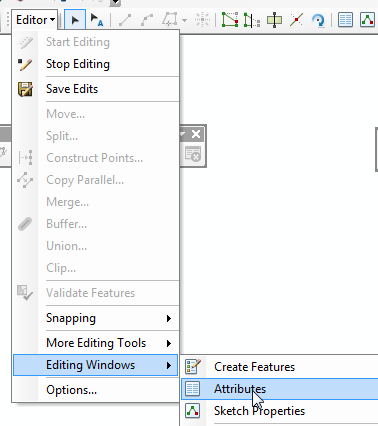 Editor
Start Editing
Stop Editing
Save Edits
Move...
Split...
Construct Points...
Copy Parallel...
Merge...
Buffer...
Union...
Clip...
Validate Features
Snapping
More Editing Tools
Editing Windows
Options...
Create Features
Attributes
Sketch Properties